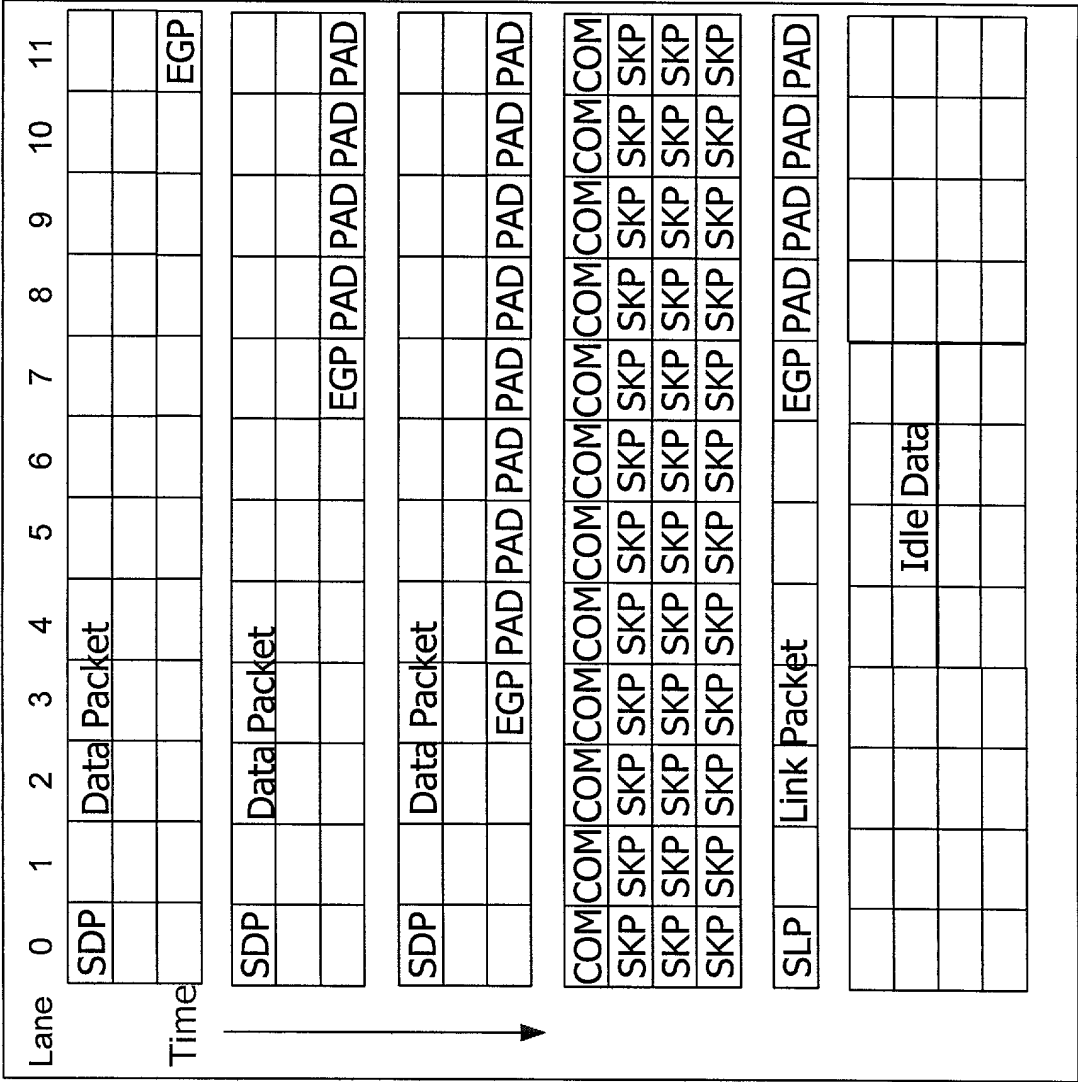 Lane 0 1 2 3 4 5 6 7 8 9 10 11
SDP Data Packet
Time EGP
SDP Data Packet
EGP PAD PAD PAD PAD
SDP Data Packet
EGP PAD PAD PAD PAD PAD PAD PAD PAD
COM COM COM COM COM COM COM COM COM COM COM COM
SKP SKP SKP SKP SKP SKP SKP SKP SKP SKP SKP SKP
SKP SKP SKP SKP SKP SKP SKP SKP SKP SKP SKP SKP
SKP SKP SKP SKP SKP SKP SKP SKP SKP SKP SKP SKP
SLP Link Packet EGP PAD PAD PAD PAD
Idle Data